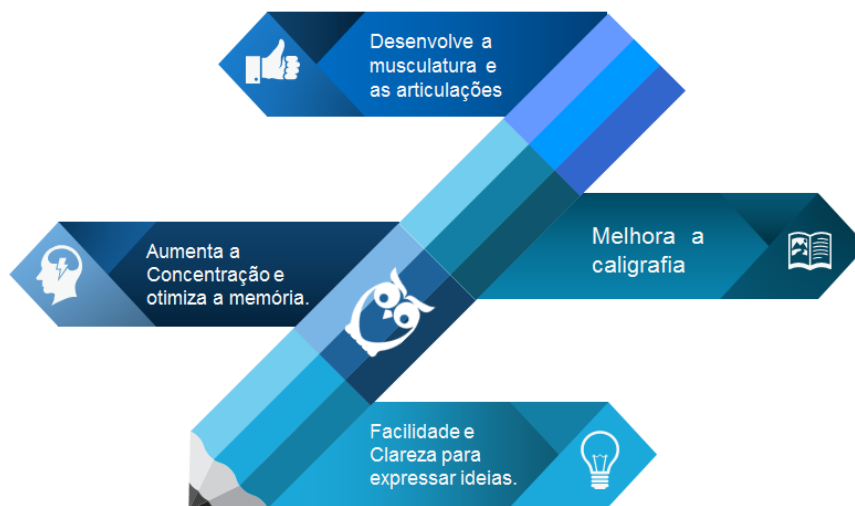 Desenvolve a
musculatura e
as articulações
Aumenta a
Concentração e
otimiza a memória.
Melhora a
caligrafia
Facilidade e
Clareza para
expressar ideias.